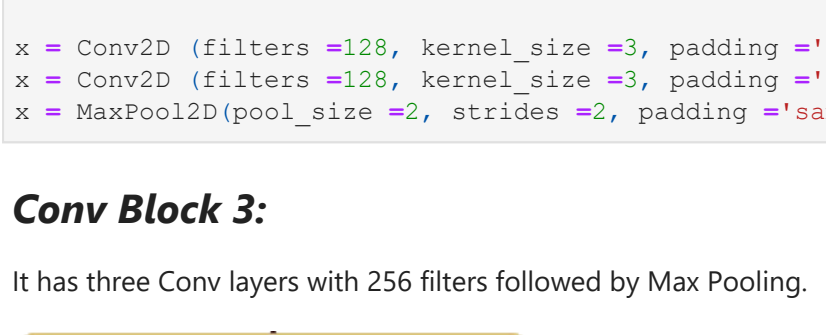 x = Conv2D (filters =128, kernel_size =3, padding ='
x = Conv2D (filters =128, kernel_size =3, padding ='
x = MaxPool2D(pool_size =2, strides =2, padding ='sa
Conv Block 3:
It has three Conv layers with 256 filters followed by Max Pooling.